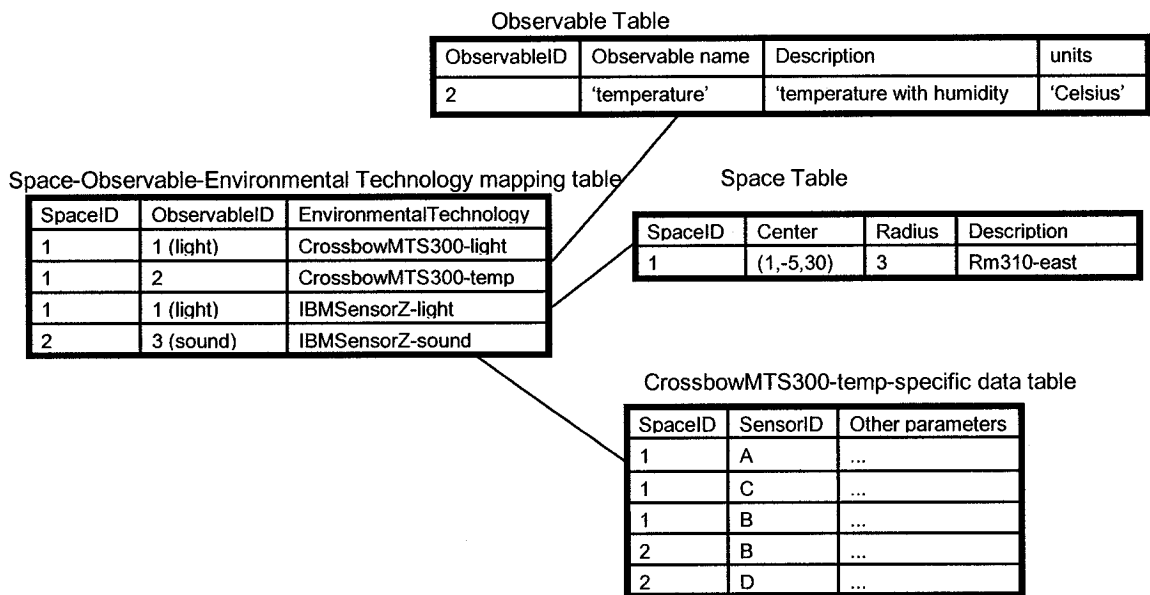 Observable Table
ObservableID Observable name Description units
2 'temperature' 'temperature with humidity 'Celsius'
Space-Observable-Environmental Technology mapping table
SpaceID ObservableID EnvironmentalTechnology
1 1 (light) CrossbowMTS300-light
1 2 CrossbowMTS300-temp
1 1 (light) IBMSensorZ-light
2 3 (sound) IBMSensorZ-sound
Space Table
SpaceID Center Radius Description
1 (1,-5,30) 3 Rm310-east
CrossbowMTS300-temp-specific data table
SpaceID SensorID Other parameters
1 A ...
1 C ...
1 B ...
2 B ...
2 D ...